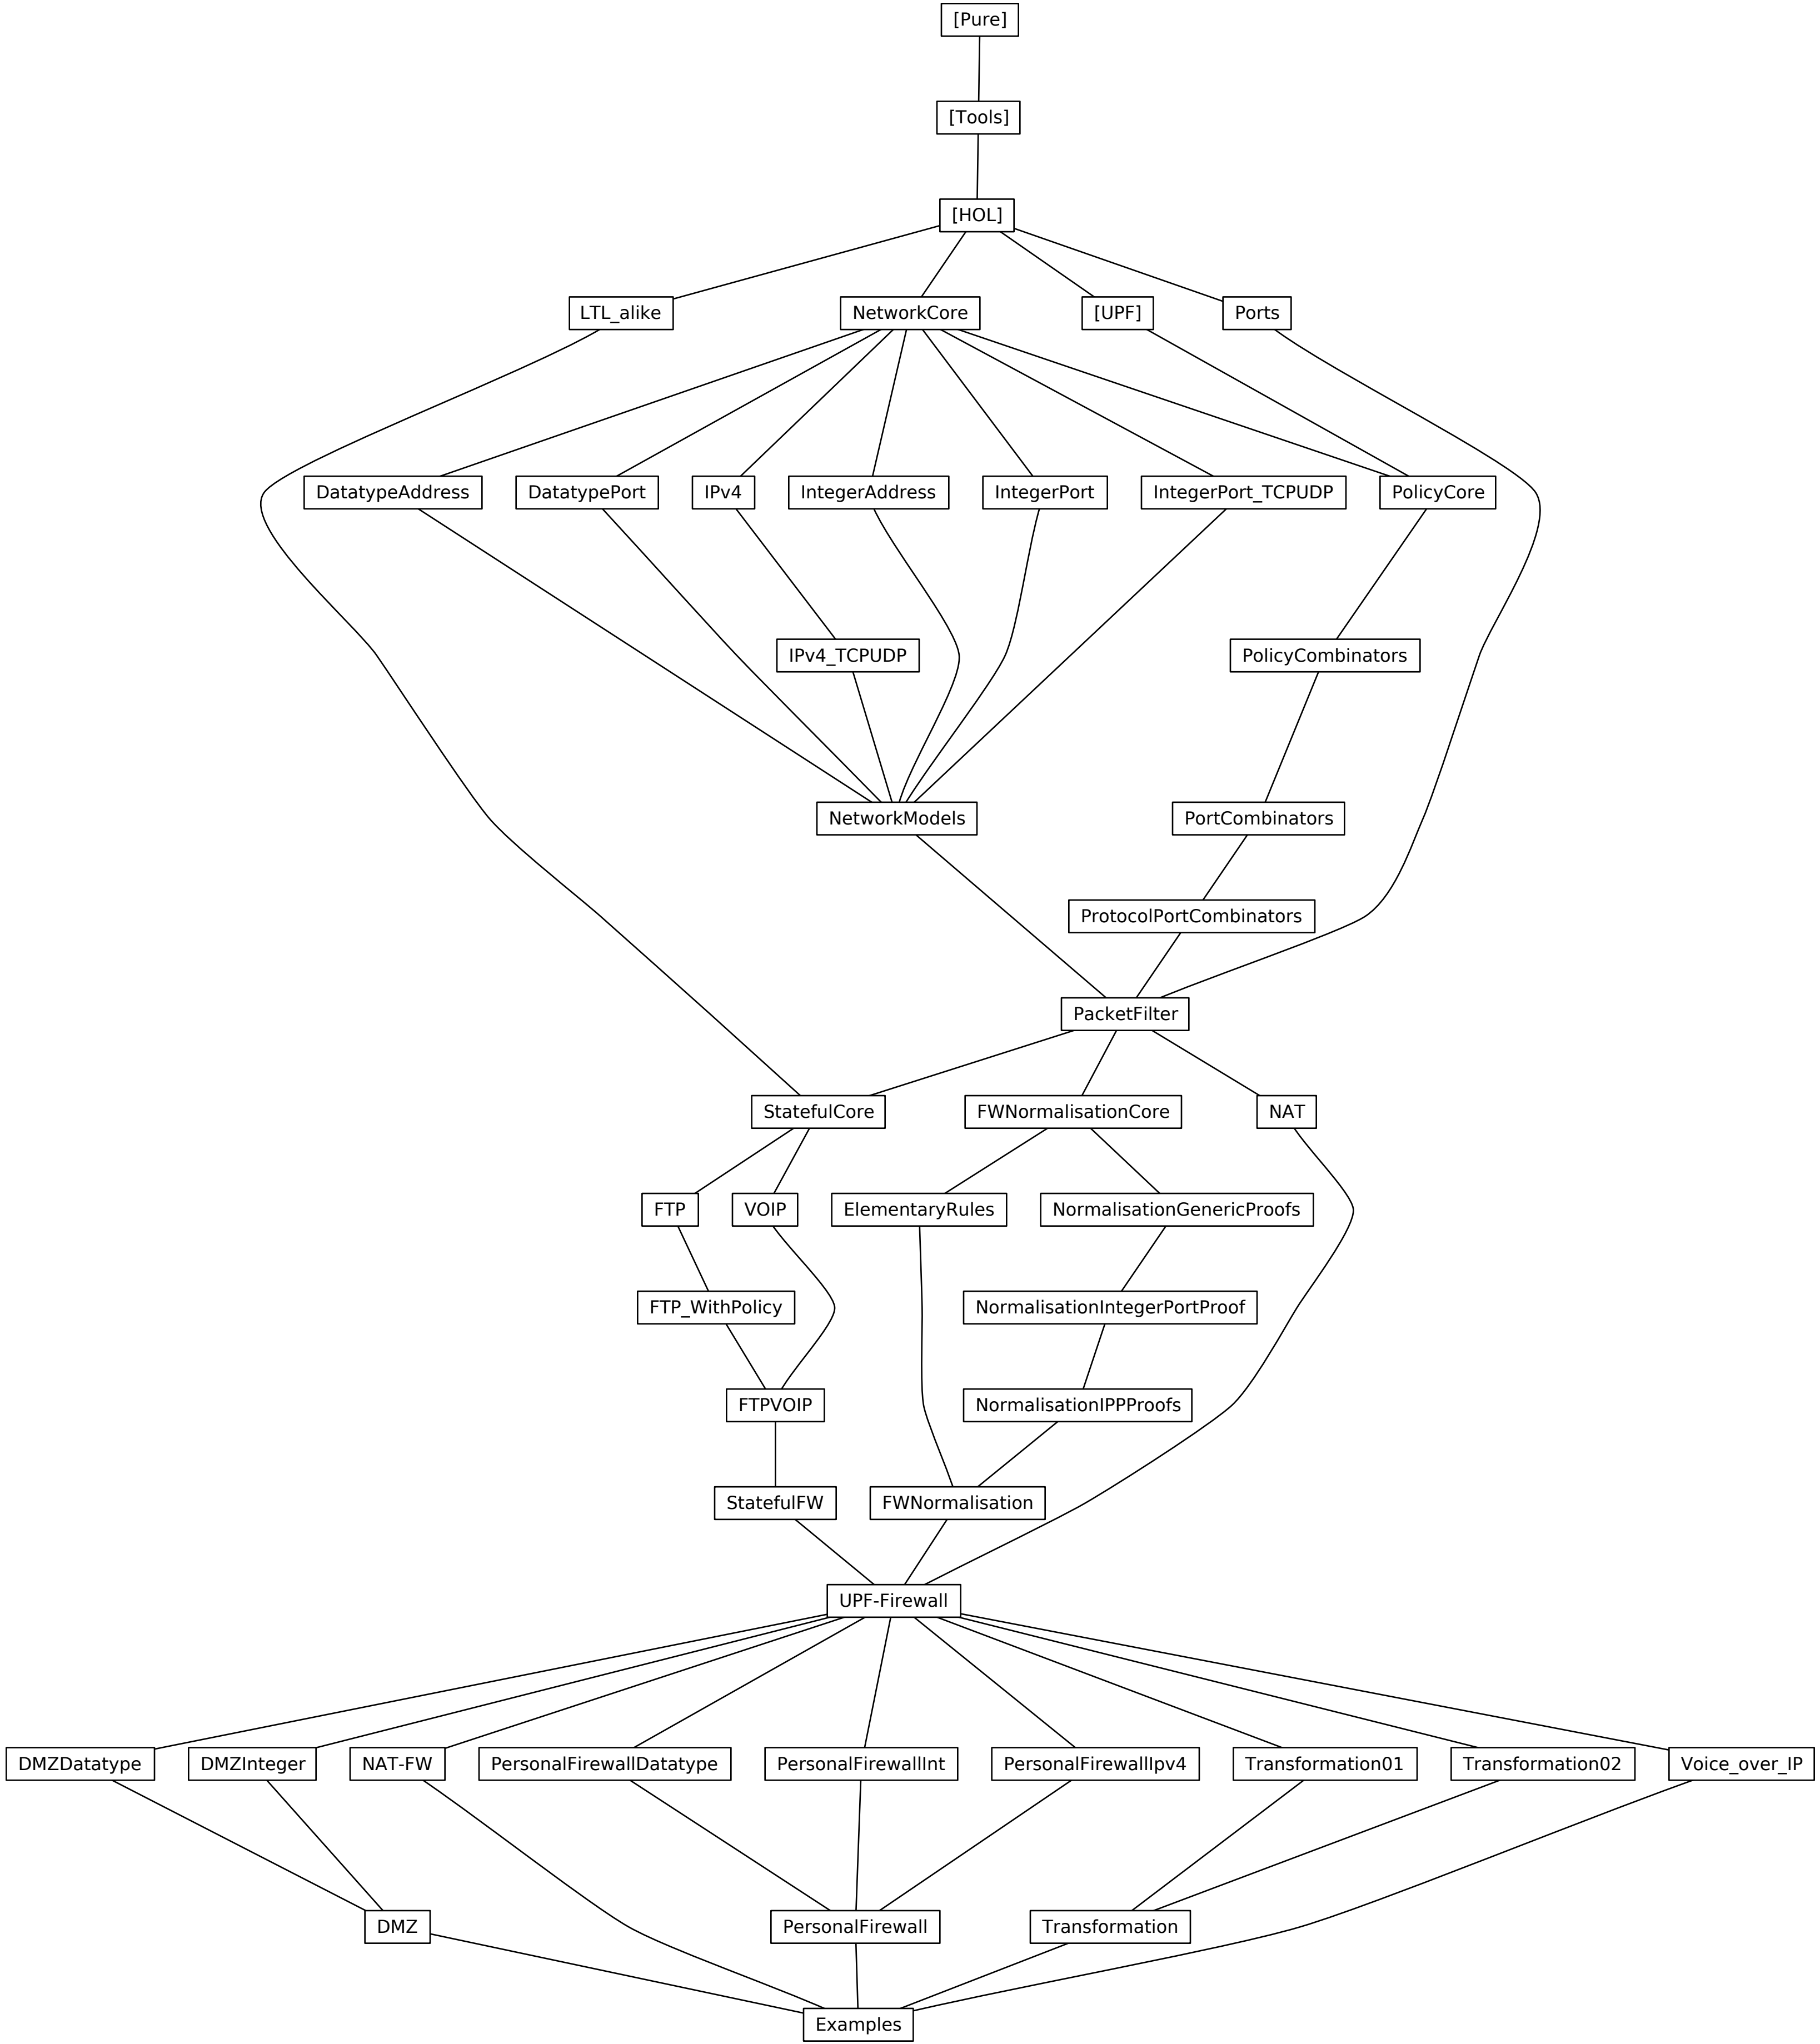 [Pure]
[Tools]
[HOL]
LTL_alike
NetworkCore
[UPF]
Ports
DatatypeAddress
DatatypePort
IPv4
IntegerAddress
IntegerPort
IntegerPort_TCPUDP
PolicyCore
IPv4_TCPUDP
PolicyCombinators
NetworkModels
PortCombinators
ProtocolPortCombinators
PacketFilter
StatefulCore
FWNormalisationCore
NAT
FTP
VOIP
ElementaryRules
NormalisationGenericProofs
FTP_WithPolicy
NormalisationIntegerPortProof
FTPVOIP
NormalisationIPPProofs
StatefulFW
FWNormalisation
UPF-Firewall
DMZDatatype
DMZInteger
NAT-FW
PersonalFirewallDatatype
PersonalFirewallInt
PersonalFirewallIpv4
Transformation01
Transformation02
Voice_over_IP
DMZ
PersonalFirewall
Transformation
Examples